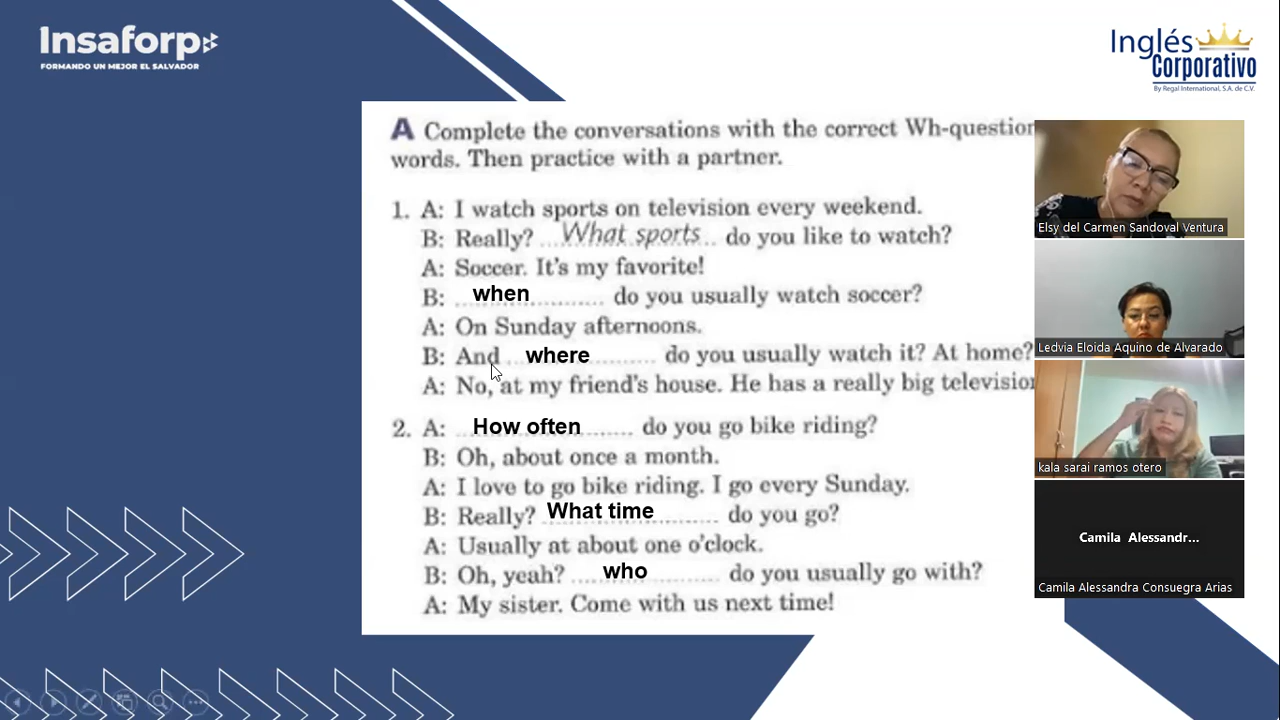 Insaforp
FORMANDO UN MEJOR EL SALVADOR
Inglés
Corporativo
By Regal International, S.A. de C.V.
A Complete the conversations with the correct Wh-question
words. Then practice with a partner.
1. A: I watch sports on television every weekend.
B: Really? What sports do you like to watch?
A: Soccer. It's my favorite!
B: when do you usually watch soccer?
A: On Sunday afternoons.
B: And where do you usually watch it? At home?
A: No, at my friend's house. He has a really big television
2. A: How often do you go bike riding?
B: Oh, about once a month.
A: I love to go bike riding. I go every Sunday.
B: Really? What time do you go?
A: Usually at about one o'clock.
B: Oh, yeah? who do you usually go with?
A: My sister. Come with us next time!
Elsy del Carmen Sandoval Ventura
Ledvia Eloida Aquino de Alvarado
kala sarai ramos otero
Camila Alessandr...
Camila Alessandra Consuegra Arias